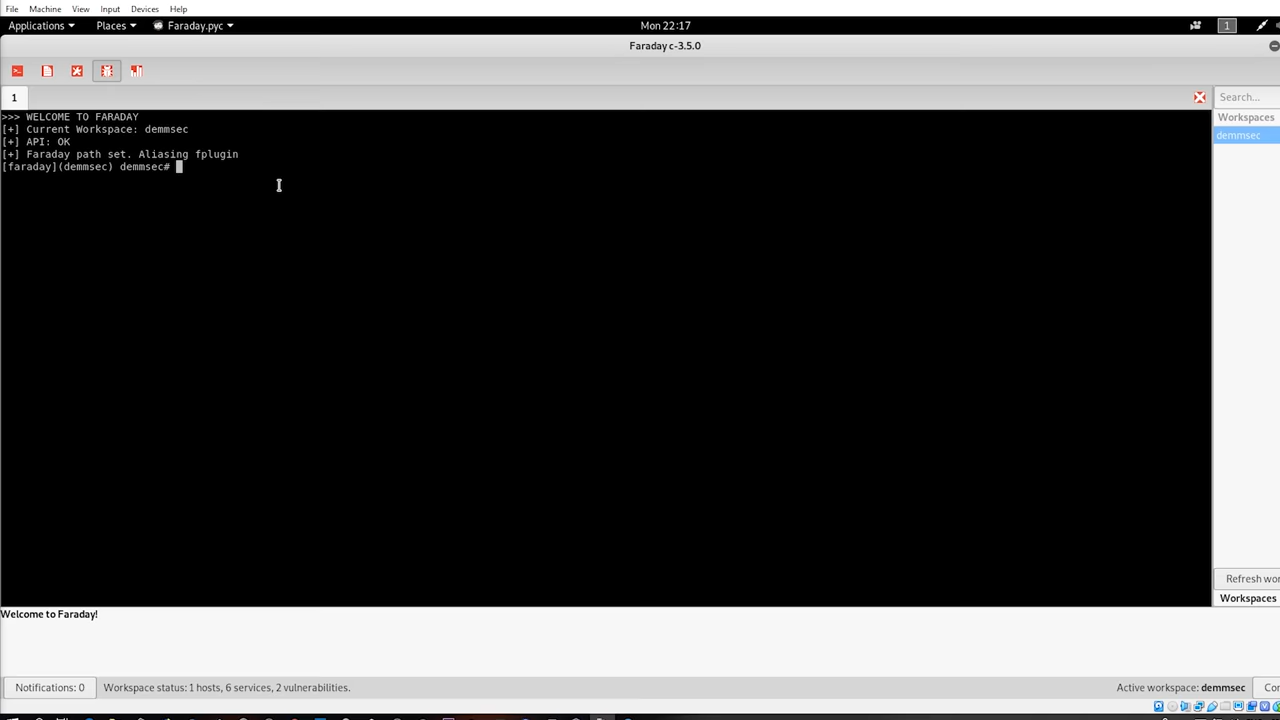 File Machine View Input Devices Help
Applications Places Faraday.pyc Mon 22:17 1
Faraday c-3.5.0
1
Search...
>>> WELCOME TO FARADAY
[+] Current Workspace: demmsec
[+] API: OK
[+] Faraday path set. Aliasing fplugin
[faraday](demmsec) demmsec#
Workspaces
demmsec
Refresh wor
Workspaces
Welcome to Faraday!
Notifications: 0 Workspace status: 1 hosts, 6 services, 2 vulnerabilities. Active workspace: demmsec Con